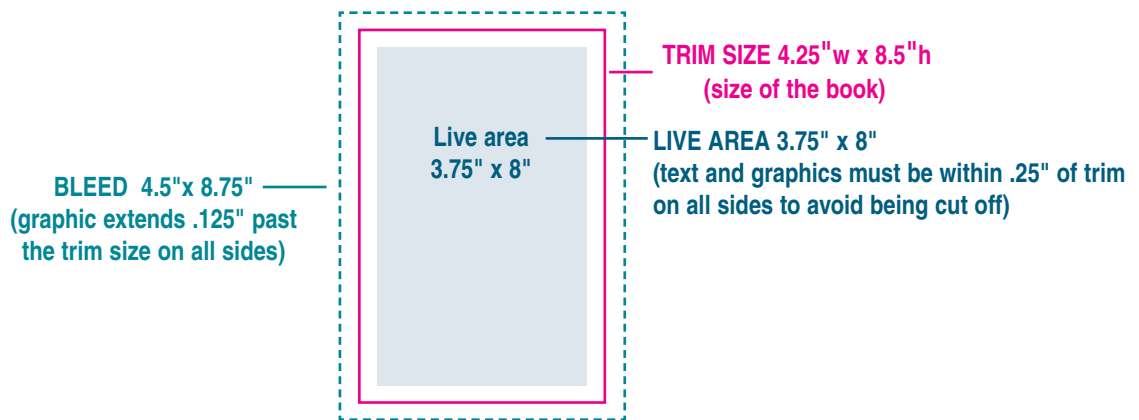 TRIM SIZE 4.25"w x 8.5"h
(size of the book)
Live area
3.75" x 8"
LIVE AREA 3.75" x 8"
(text and graphics must be within .25" of trim
on all sides to avoid being cut off)
BLEED 4.5"x 8.75"
(graphic extends .125" past
the trim size on all sides)